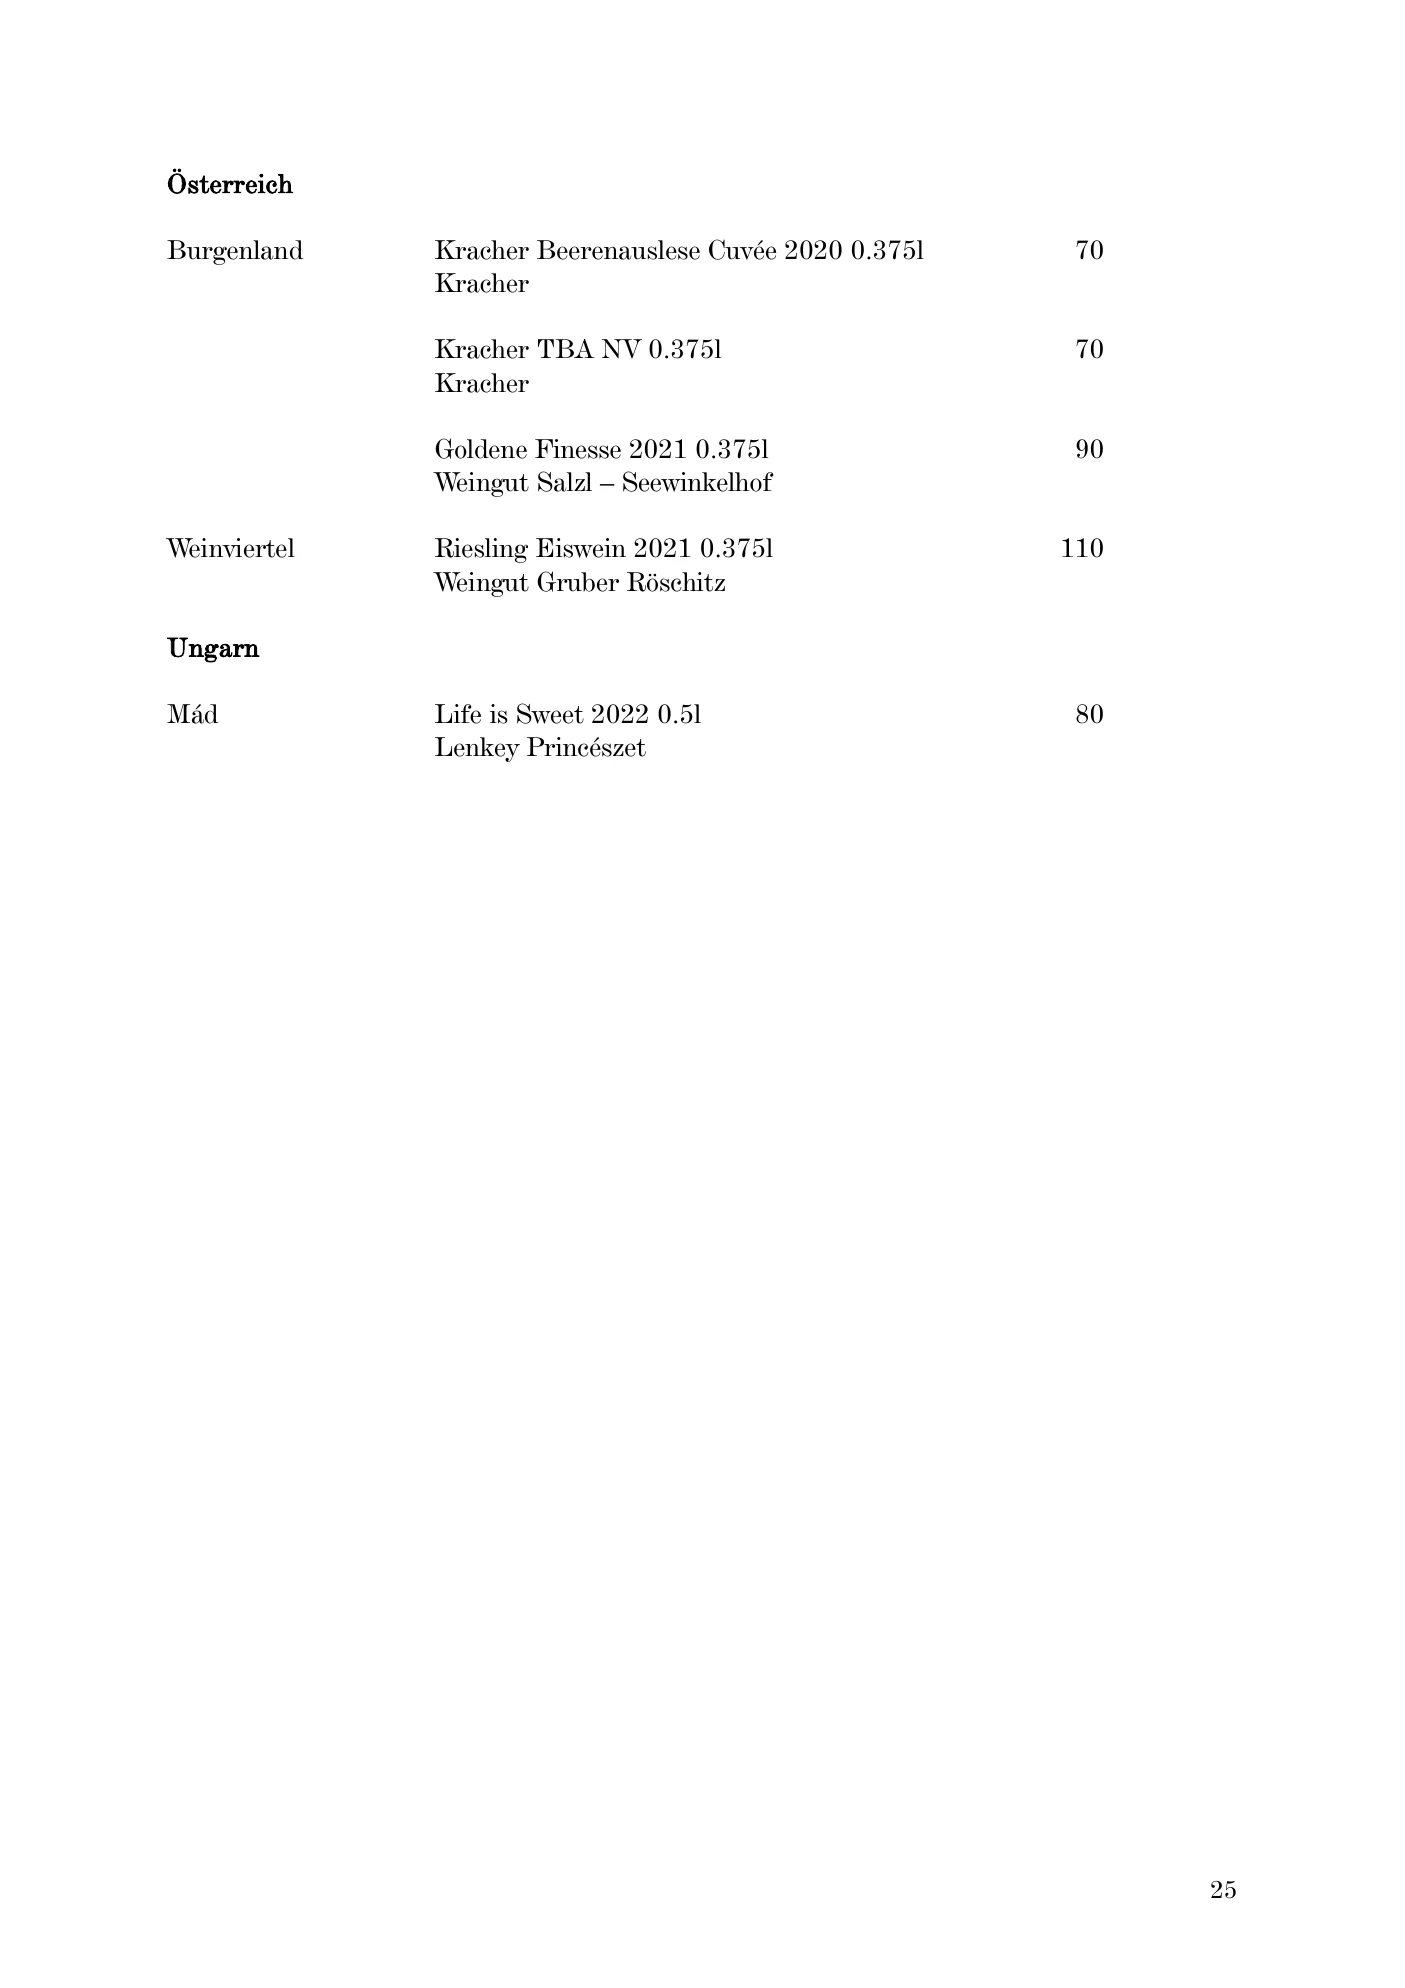 Österreich
Burgenland Kracher Beerenauslese Cuvée 2020 0.375l 70
Kracher
Kracher TBA NV 0.375l 70
Kracher
Goldene Finesse 2021 0.375l 90
Weingut Salzl – Seewinkelhof
Weinviertel Riesling Eiswein 2021 0.375l 110
Weingut Gruber Röschitz
Ungarn
Mád Life is Sweet 2022 0.5l 80
Lenkey Princészet
25